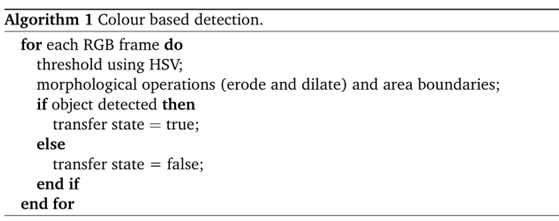 Algorithm 1 Colour based detection.
for each RGB frame do
threshold using HSV;
morphological operations (erode and dilate) and area boundaries;
if object detected then
transfer state = true;
else
transfer state = false;
end if
end for